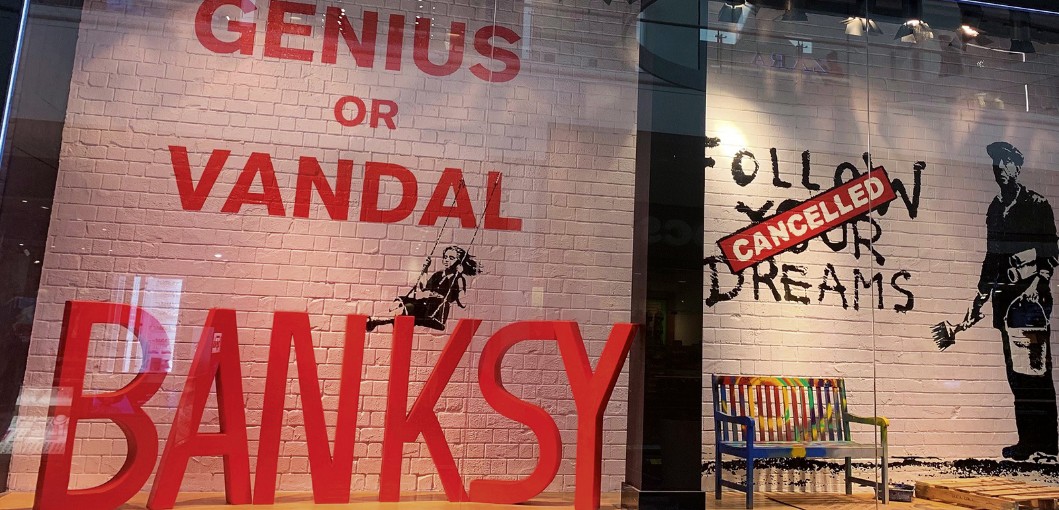 GENIUS
OR
VANDAL
BANKSY
FOLLOW
YOUR
CANCELLED
DREAMS